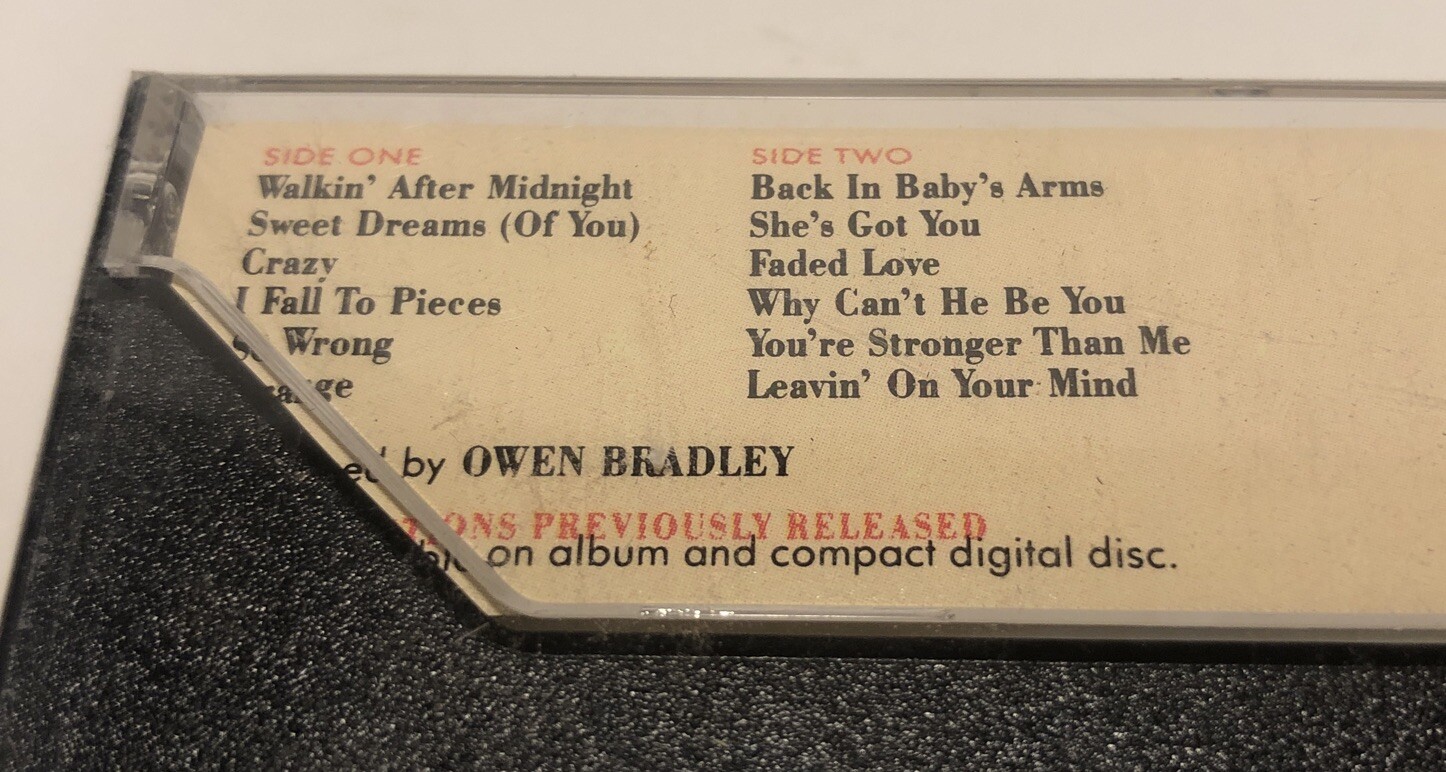 SIDE ONE
Walkin' After Midnight
Sweet Dreams (Of You)
Crazy
I Fall To Pieces
So Wrong
SIDE TWO
Back In Baby's Arms
She's Got You
Faded Love
Why Can't He Be You
You're Stronger Than Me
Leavin' On Your Mind
by OWEN BRADLEY
PREVIOUSLY RELEASED
on album and compact digital disc.